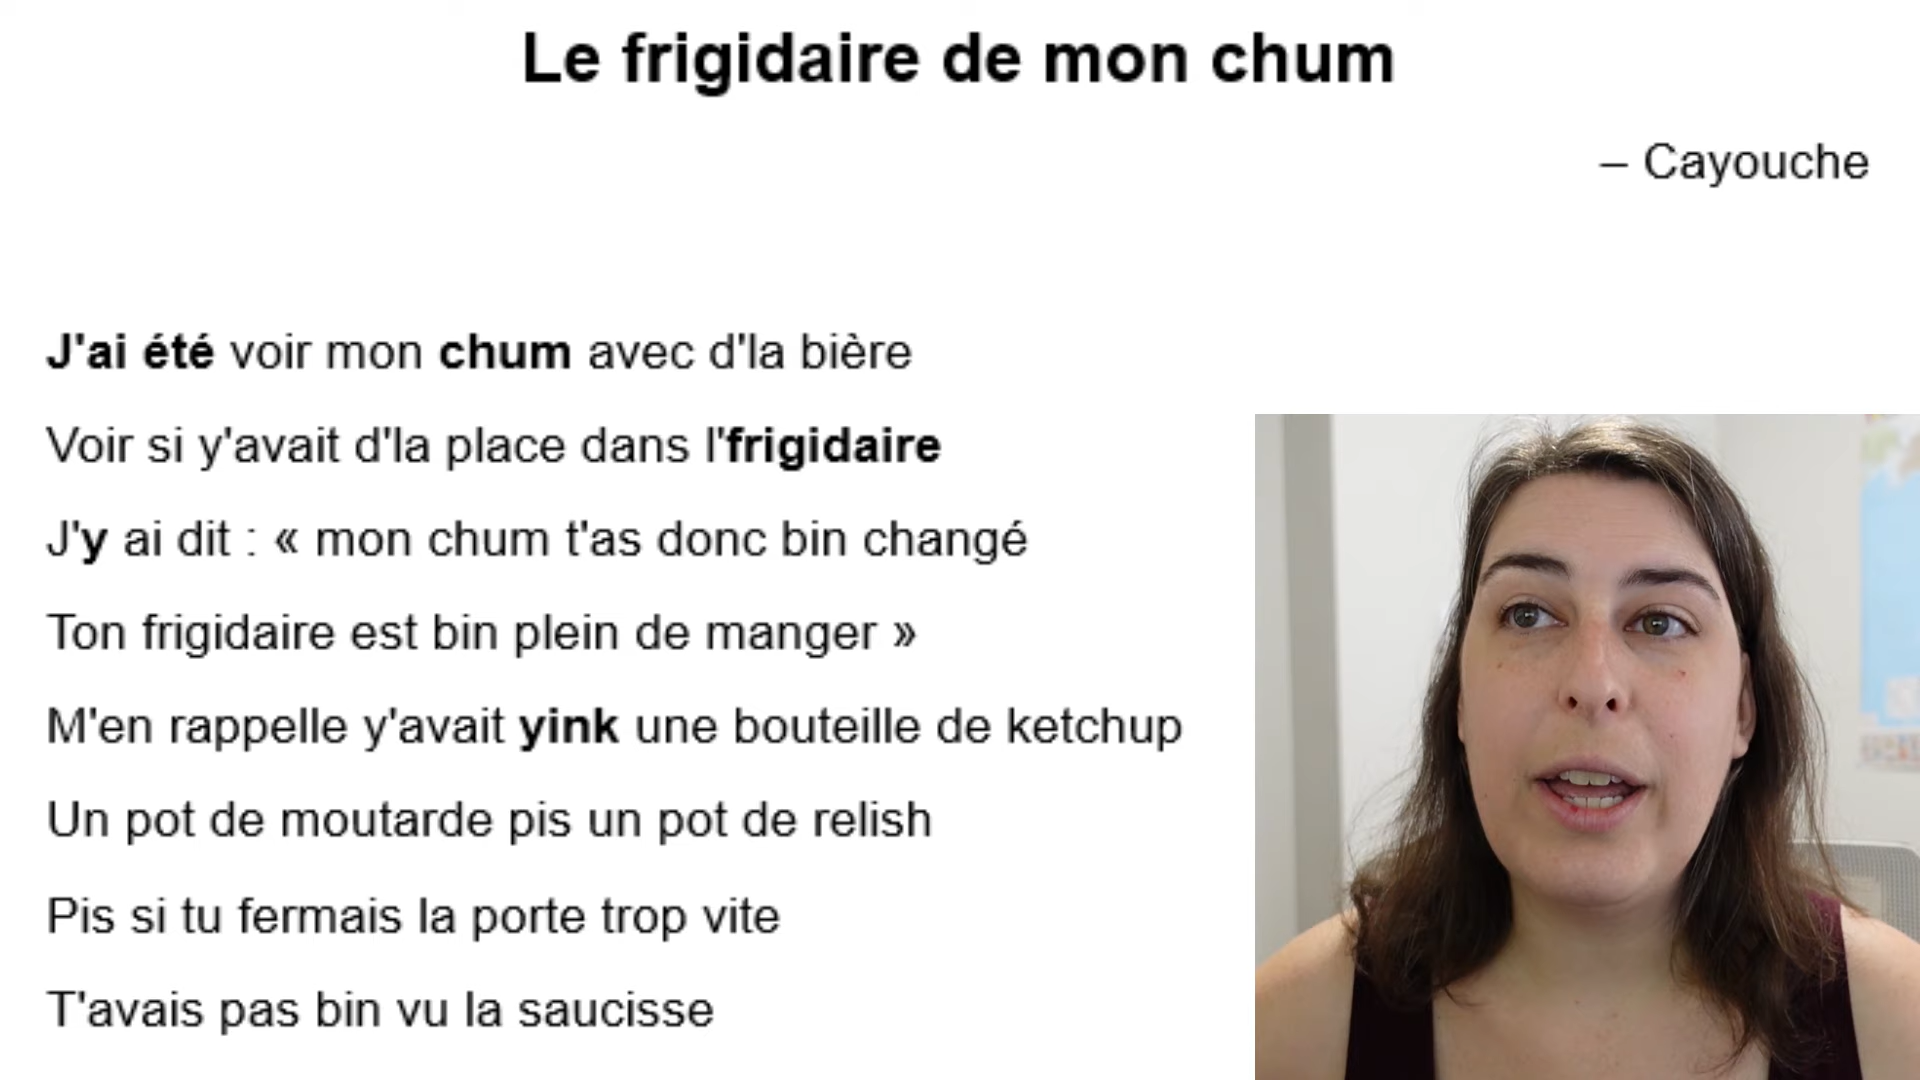 Le frigidaire de mon chum
– Cayouche
J'ai été voir mon chum avec d'la bière
Voir si y'avait d'la place dans l'frigidaire
J'y ai dit : « mon chum t'as donc bin changé
Ton frigidaire est bin plein de manger »
M'en rappelle y'avait yink une bouteille de ketchup
Un pot de moutarde pis un pot de relish
Pis si tu fermais la porte trop vite
T'avais pas bin vu la saucisse